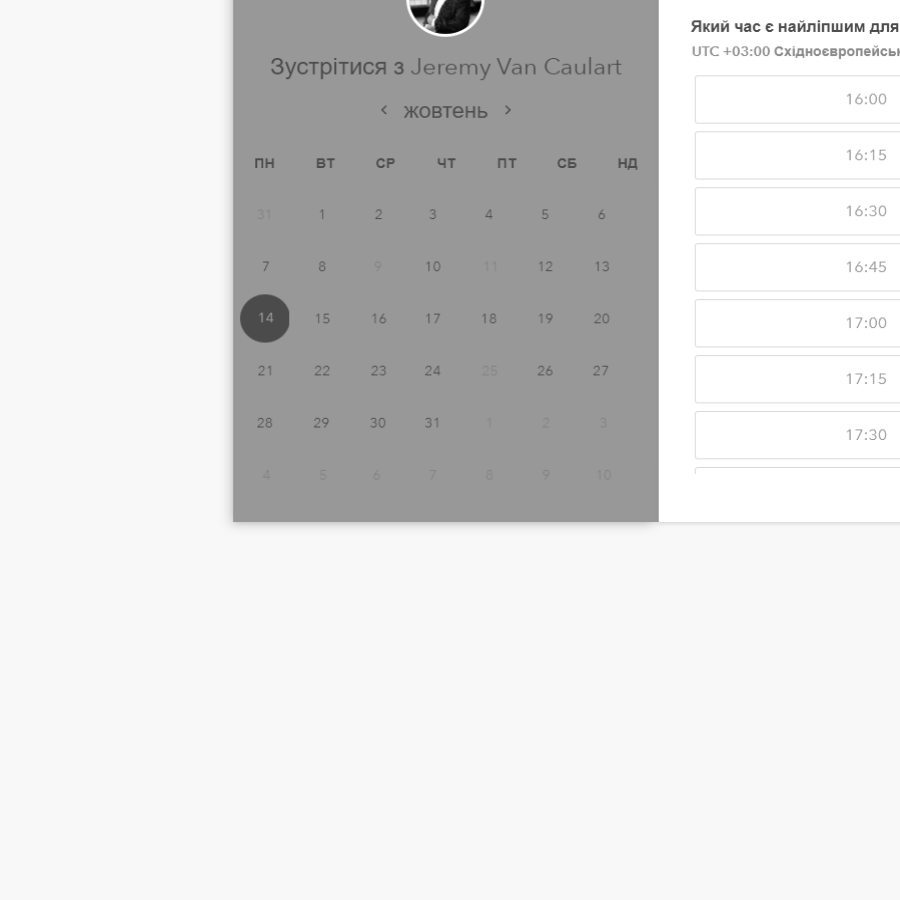 Зустрітися з Jeremy Van Caulart
жовтень
ПН ВТ СР ЧТ ПТ СБ НД
31 1 2 3 4 5 6
7 8 9 10 11 12 13
14 15 16 17 18 19 20
21 22 23 24 25 26 27
28 29 30 31 1 2 3
4 5 6 7 8 9 10
Який час є найліпшим для
UTC +03:00 Східноєвропейськ
16:00
16:15
16:30
16:45
17:00
17:15
17:30